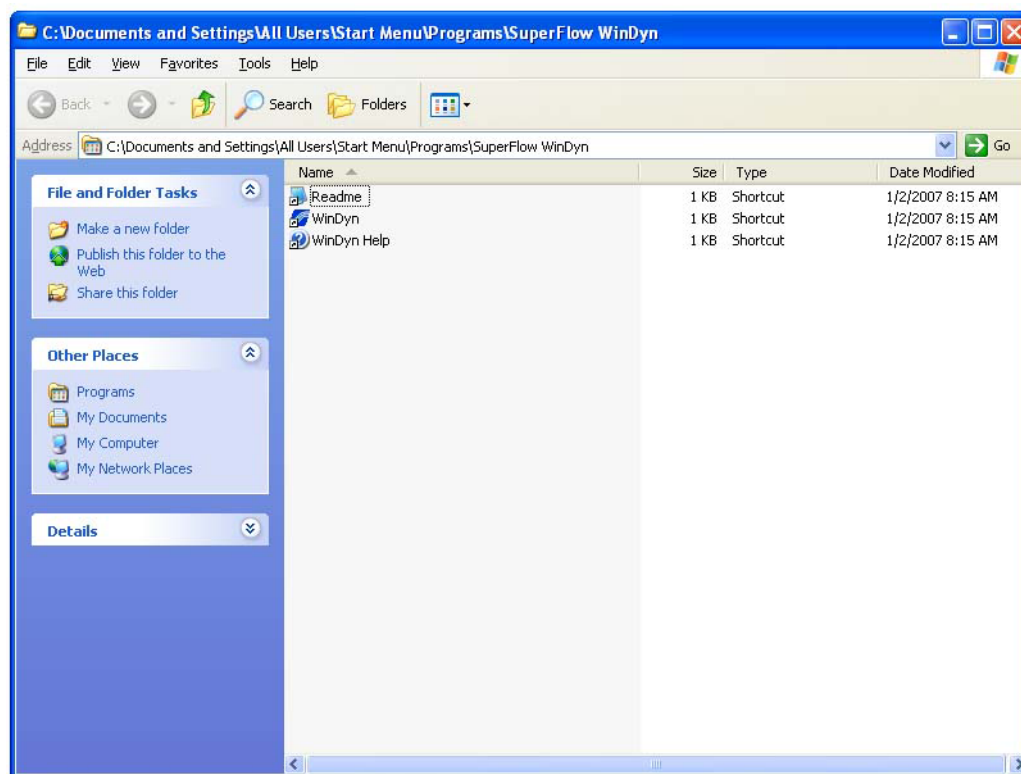 C:\Documents and Settings\All Users\Start Menu\Programs\SuperFlow WinDyn
File Edit View Favorites Tools Help
Back Search Folders
Address C:\Documents and Settings\All Users\Start Menu\Programs\SuperFlow WinDyn Go
File and Folder Tasks
Make a new folder
Publish this folder to the
Web
Share this folder
Other Places
Programs
My Documents
My Computer
My Network Places
Details
Name Size Type Date Modified
Readme 1 KB Shortcut 1/2/2007 8:15 AM
WinDyn 1 KB Shortcut 1/2/2007 8:15 AM
WinDyn Help 1 KB Shortcut 1/2/2007 8:15 AM